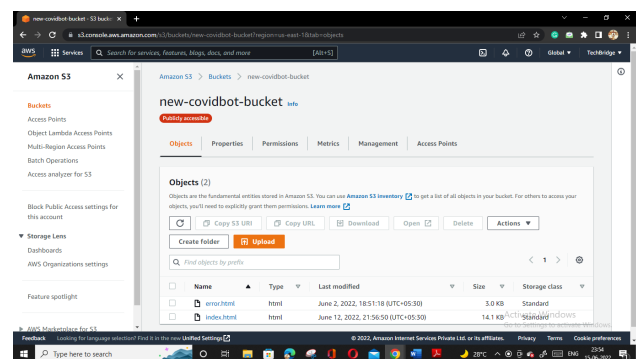 new-covidbot-bucket - S3 bucket
s3.console.aws.amazon.com/s3/buckets/new-covidbot-bucket?region=us-east-1&tab=objects
aws Services Search for services, features, blogs, docs, and more [Alt+S] Global ▼ TechBridge ▼
Amazon S3
Buckets
Access Points
Object Lambda Access Points
Multi-Region Access Points
Batch Operations
Access analyzer for S3
Block Public Access settings for
this account
Storage Lens
Dashboards
AWS Organizations settings
Feature spotlight
AWS Marketplace for S3
Amazon S3 > Buckets > new-covidbot-bucket
new-covidbot-bucket Info
Publicly accessible
Objects Properties Permissions Metrics Management Access Points
Objects (2)
Objects are the fundamental entities stored in Amazon S3. You can use Amazon S3 inventory to get a list of all objects in your bucket. For others to access your
objects, you'll need to explicitly grant them permissions. Learn more
Copy S3 URI Copy URL Download Open Delete Actions ▼
Create folder Upload
Find objects by prefix
< 1 >
Name Type Last modified Size Storage class
error.html html June 2, 2022, 18:51:18 (UTC+05:30) 3.0 KB Standard
index.html html June 12, 2022, 21:56:50 (UTC+05:30) 14.1 KB Standard
Activate Windows
Go to Settings to activate Windows.
Feedback Looking for language selection? Find it in the new Unified Settings © 2022, Amazon Internet Services Private Ltd. or its affiliates. Privacy Terms Cookie preferences
Type here to search 28°C ENG 23:54
15-06-2022